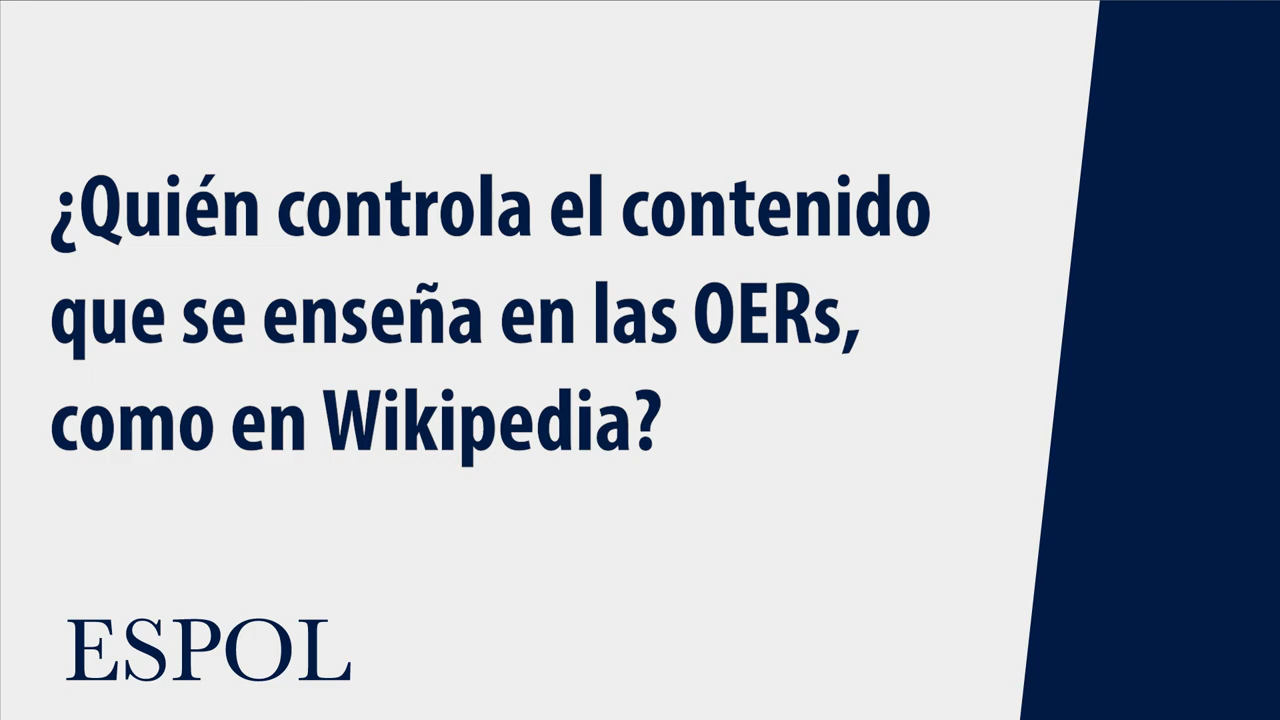 ¿Quién controla el contenido
que se enseña en las OERs,
como en Wikipedia?
ESPOL